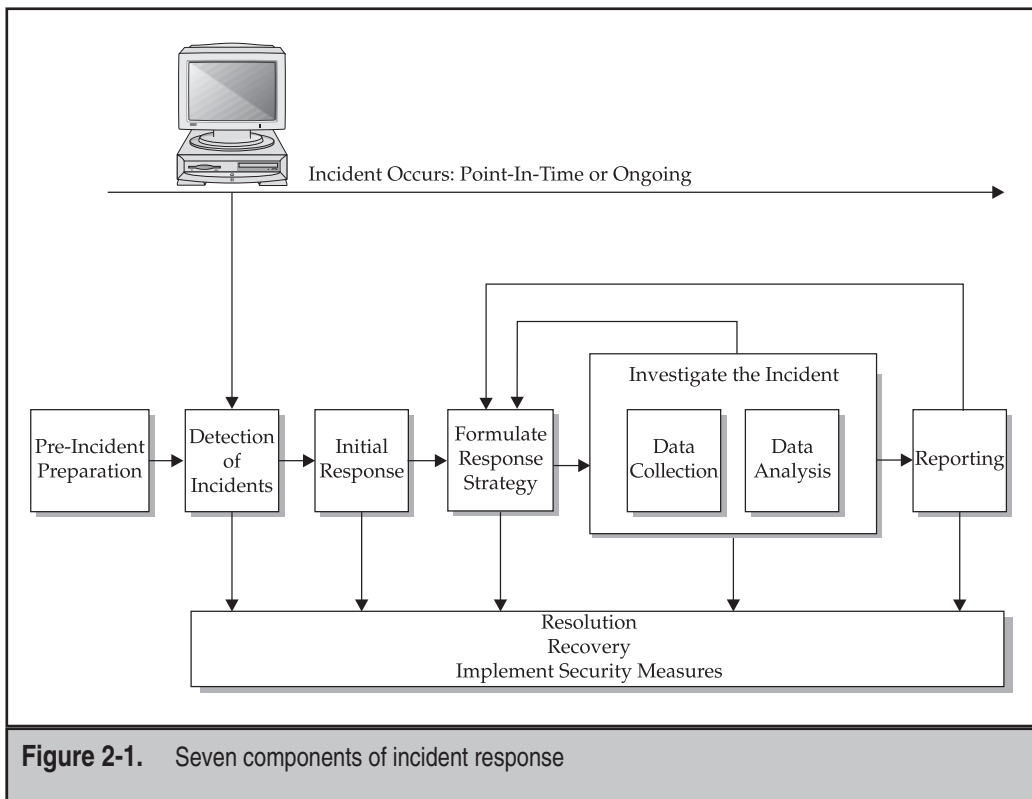 Incident Occurs: Point-In-Time or Ongoing
Pre-Incident
Preparation
Detection
of
Incidents
Initial
Response
Formulate
Response
Strategy
Investigate the Incident
Data
Collection
Data
Analysis
Reporting
Resolution
Recovery
Implement Security Measures
Figure 2-1. Seven components of incident response